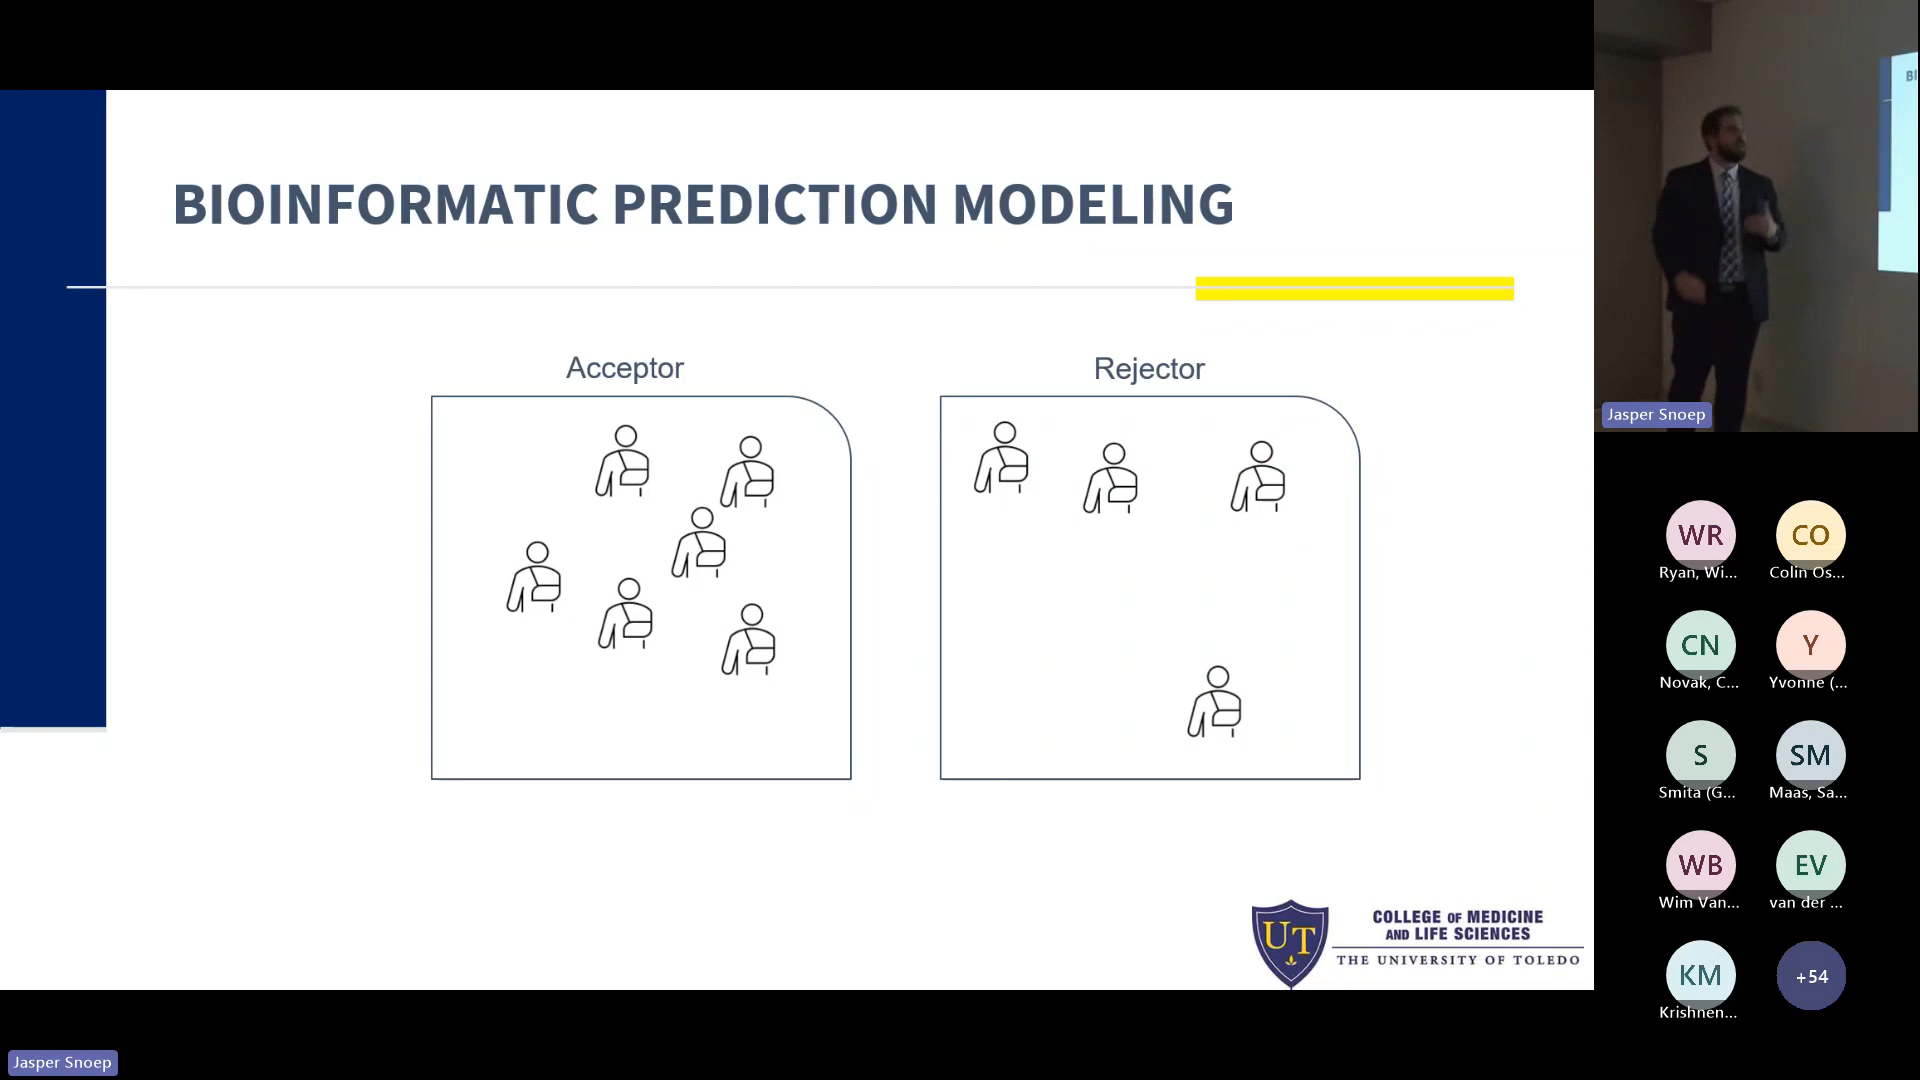 BIOINFORMATIC PREDICTION MODELING
Acceptor
Rejector
UT
COLLEGE OF MEDICINE
AND LIFE SCIENCES
THE UNIVERSITY OF TOLEDO
BI
Jasper Snoep
WR
Ryan, Wi...
CO
Colin Os...
CN
Novak, C...
Y
Yvonne (...
S
Smita (G...
SM
Maas, Sa...
WB
Wim Van...
EV
van der ...
KM
Krishnen...
+54
Jasper Snoep